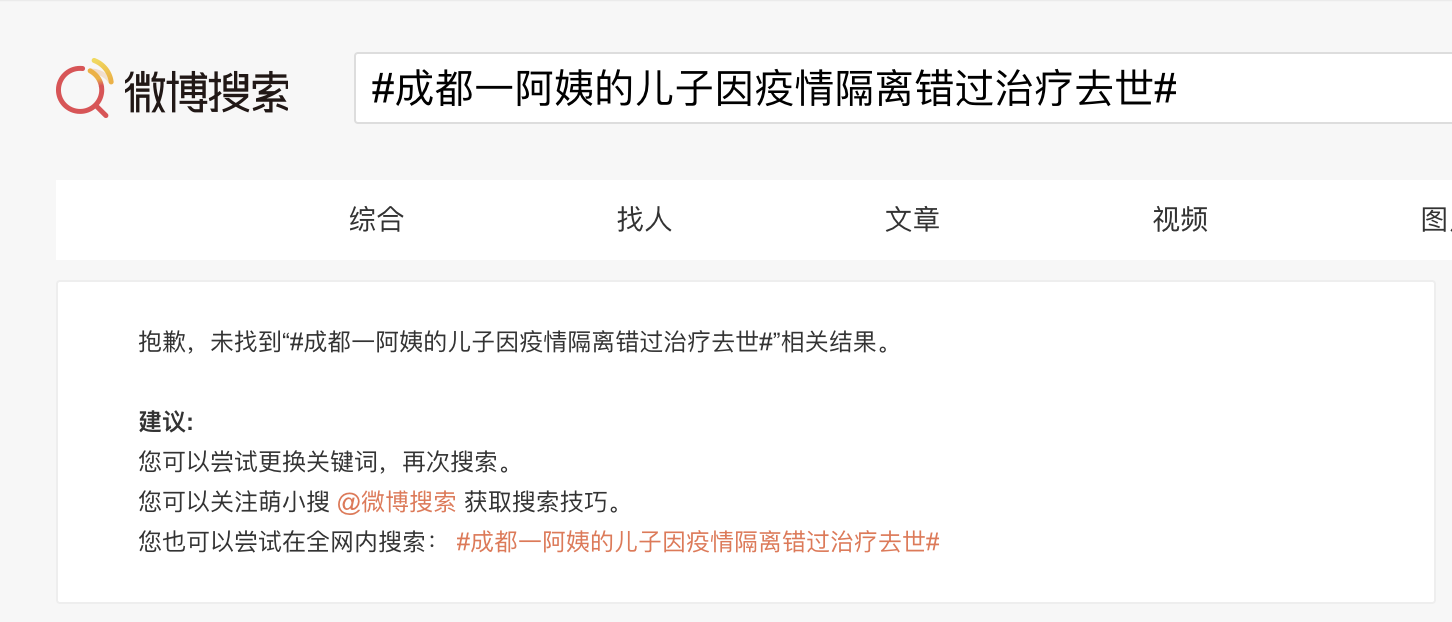 微博搜索
#成都一阿姨的儿子因疫情隔离错过治疗去世#
综合 找人 文章 视频 图
抱歉，未找到“#成都一阿姨的儿子因疫情隔离错过治疗去世#”相关结果。
建议:
您可以尝试更换关键词，再次搜索。
您可以关注萌小搜 @微博搜索 获取搜索技巧。
您也可以尝试在全网内搜索： #成都一阿姨的儿子因疫情隔离错过治疗去世#